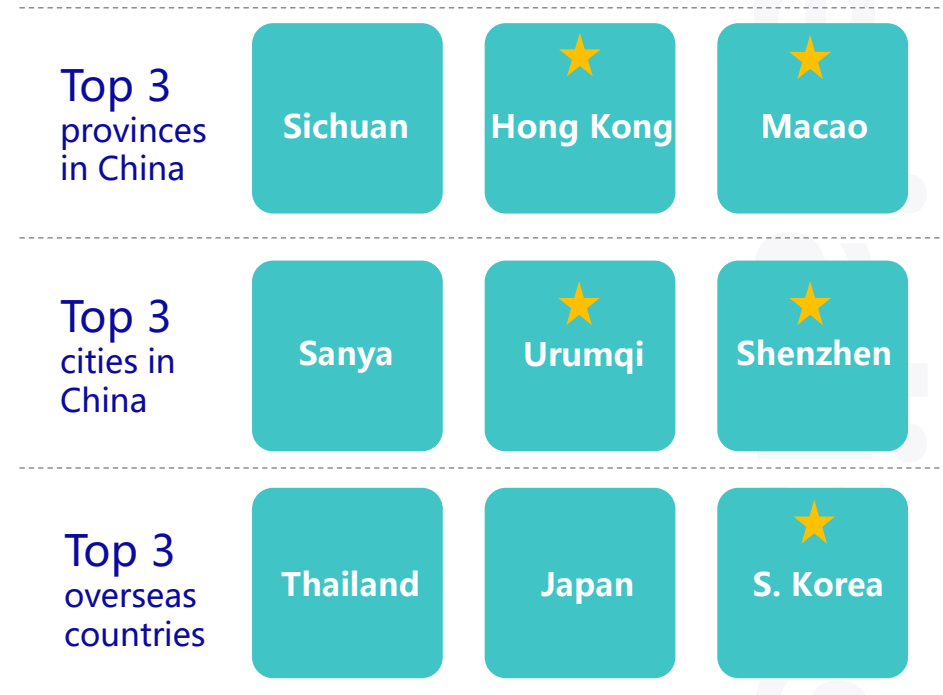 Top 3
provinces
in China
Sichuan
Hong Kong
Macao
Top 3
cities in
China
Sanya
Urumqi
Shenzhen
Top 3
overseas
countries
Thailand
Japan
S. Korea